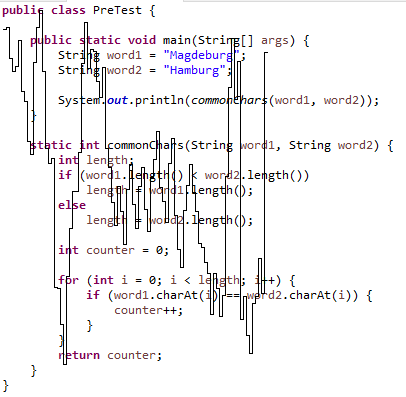 public class PreTest {
public static void main(String[] args) {
String word1 = "Magdeburg";
String word2 = "Hamburg";
System.out.println(commonChars(word1, word2));
}
static int commonChars(String word1, String word2) {
int length;
if (word1.length() < word2.length())
length = word1.length();
else
length = word2.length();
int counter = 0;
for (int i = 0; i < length; i++) {
if (word1.charAt(i) == word2.charAt(i)) {
counter++;
}
}
return counter;
}
}